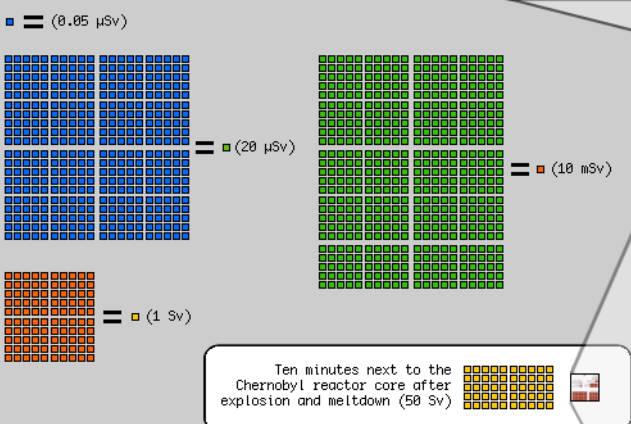 = (0.05 µSv)
= (20 µSv)
= (10 mSv)
= (1 Sv)
Ten minutes next to the
Chernobyl reactor core after
explosion and meltdown (50 Sv)